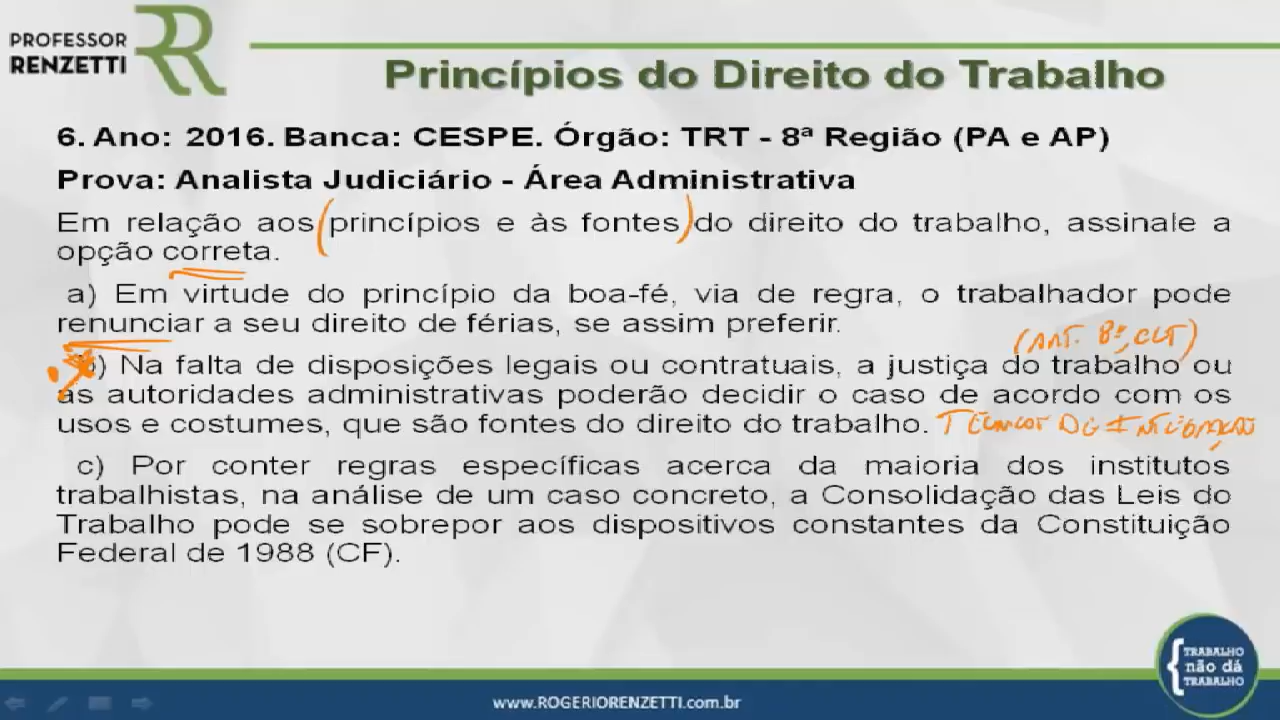 PROFESSOR
RENZETTI
Princípios do Direito do Trabalho
6. Ano: 2016. Banca: CESPE. Órgão: TRT - 8ª Região (PA e AP)
Prova: Analista Judiciário - Área Administrativa
Em relação aos (princípios e às fontes) do direito do trabalho, assinale a
opção correta.
a) Em virtude do princípio da boa-fé, via de regra, o trabalhador pode
renunciar a seu direito de férias, se assim preferir.
(ART. 8º, CLT)
b) Na falta de disposições legais ou contratuais, a justiça do trabalho ou
as autoridades administrativas poderão decidir o caso de acordo com os
usos e costumes, que são fontes do direito do trabalho. TÉCNICAS DE INTEGRAÇÃO
c) Por conter regras específicas acerca da maioria dos institutos
trabalhistas, na análise de um caso concreto, a Consolidação das Leis do
Trabalho pode se sobrepor aos dispositivos constantes da Constituição
Federal de 1988 (CF).
TRABALHO
não dá
TRABALHO
www.ROGERIORENZETTI.com.br